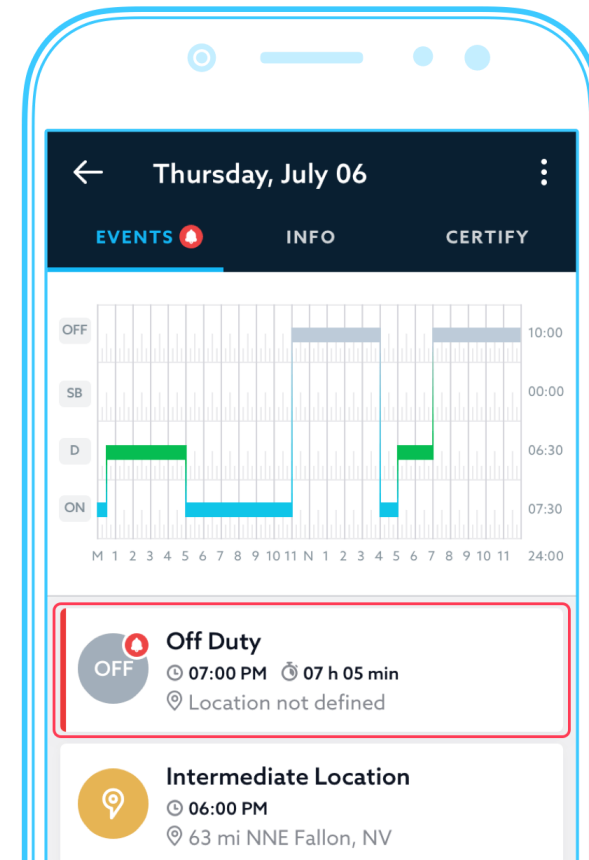 Thursday, July 06
EVENTS INFO CERTIFY
OFF 10:00
SB 00:00
D 06:30
ON 07:30
M 1 2 3 4 5 6 7 8 9 10 11 N 1 2 3 4 5 6 7 8 9 10 11 24:00
Off Duty
OFF 07:00 PM 07 h 05 min
Location not defined
Intermediate Location
06:00 PM
63 mi NNE Fallon, NV